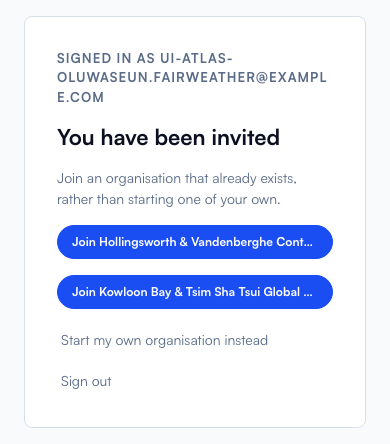 SIGNED IN AS UI-ATLAS-
OLUWASEUN.FAIRWEATHER@EXAMPL
E.COM
You have been invited
Join an organisation that already exists,
rather than starting one of your own.
Join Hollingsworth & Vandenberghe Cont...
Join Kowloon Bay & Tsim Sha Tsui Global ...
Start my own organisation instead
Sign out